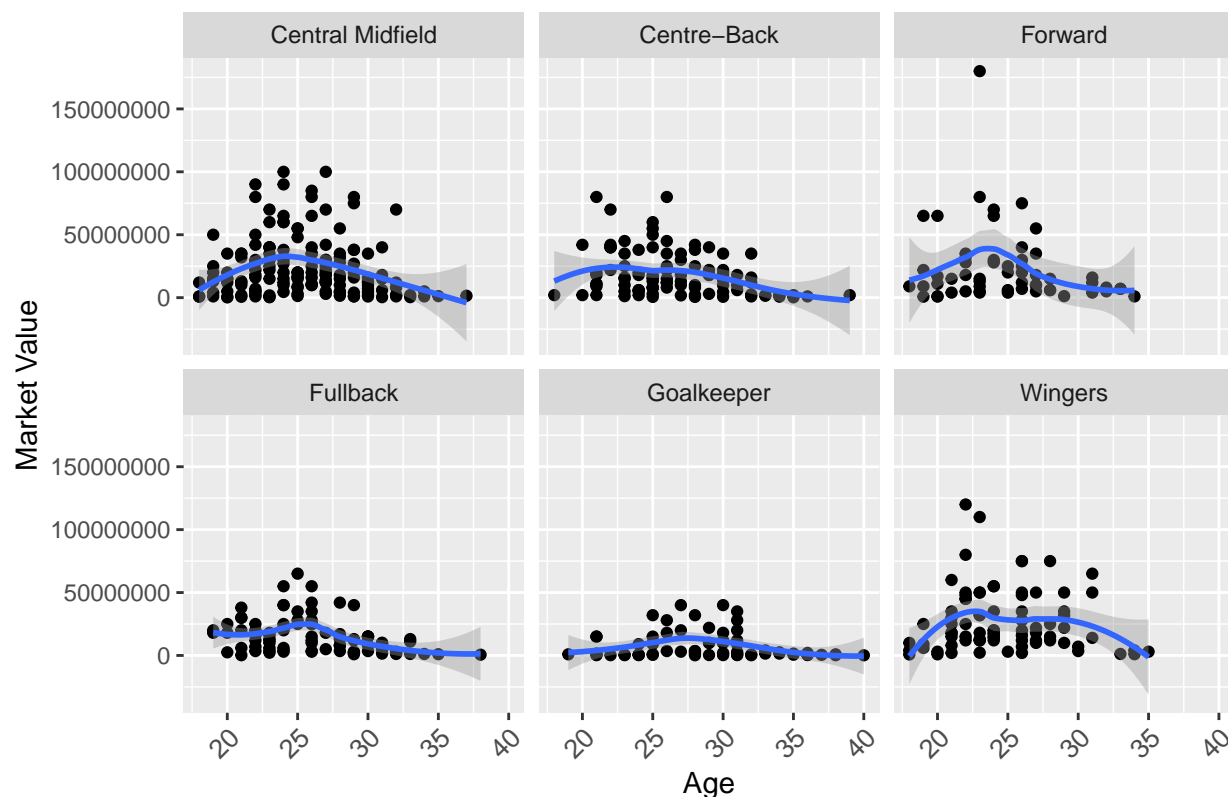 Central Midfield
Centre−Back
Forward
150000000
100000000
50000000
0
Fullback
Goalkeeper
Wingers
150000000
100000000
50000000
0
20 25 30 35 40
20 25 30 35 40
20 25 30 35 40
Age
Market Value